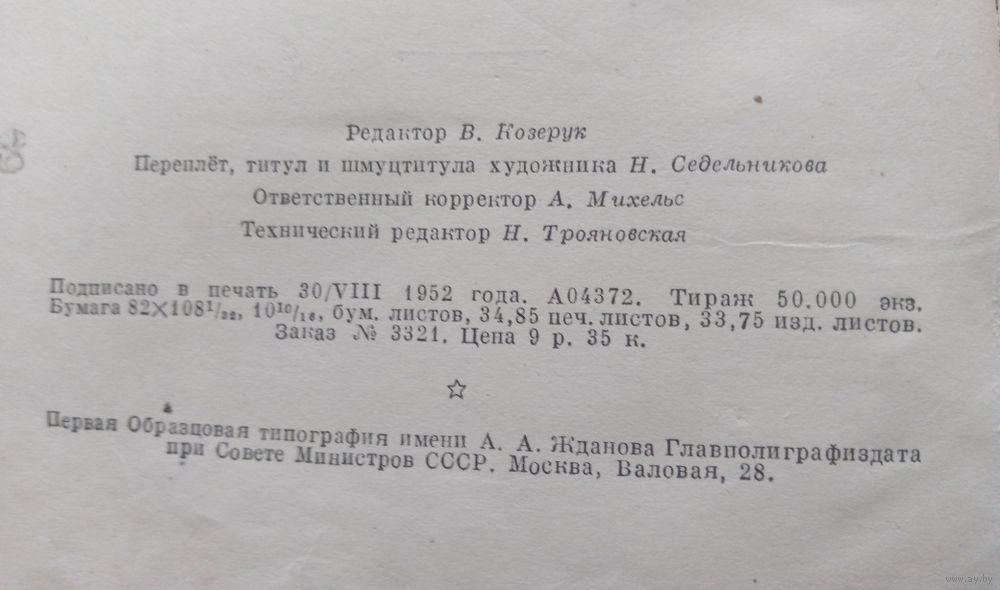 Редактор В. Козерук
Переплёт, титул и шмуцтитула художника Н. Седельникова
Ответственный корректор А. Михельс
Технический редактор Н. Трояновская
Подписано в печать 30/VIII 1952 года. А04372. Тираж 50.000 экз.
Бумага 82×108¹/₃₂, 10¹⁰/₁₆, бум. листов, 34,85 печ. листов, 33,75 изд. листов.
Заказ № 3321. Цена 9 р. 35 к.
☆
Первая Образцовая типография имени А. А. Жданова Главполиграфиздата
при Совете Министров СССР. Москва, Валовая, 28.
www.ay.by